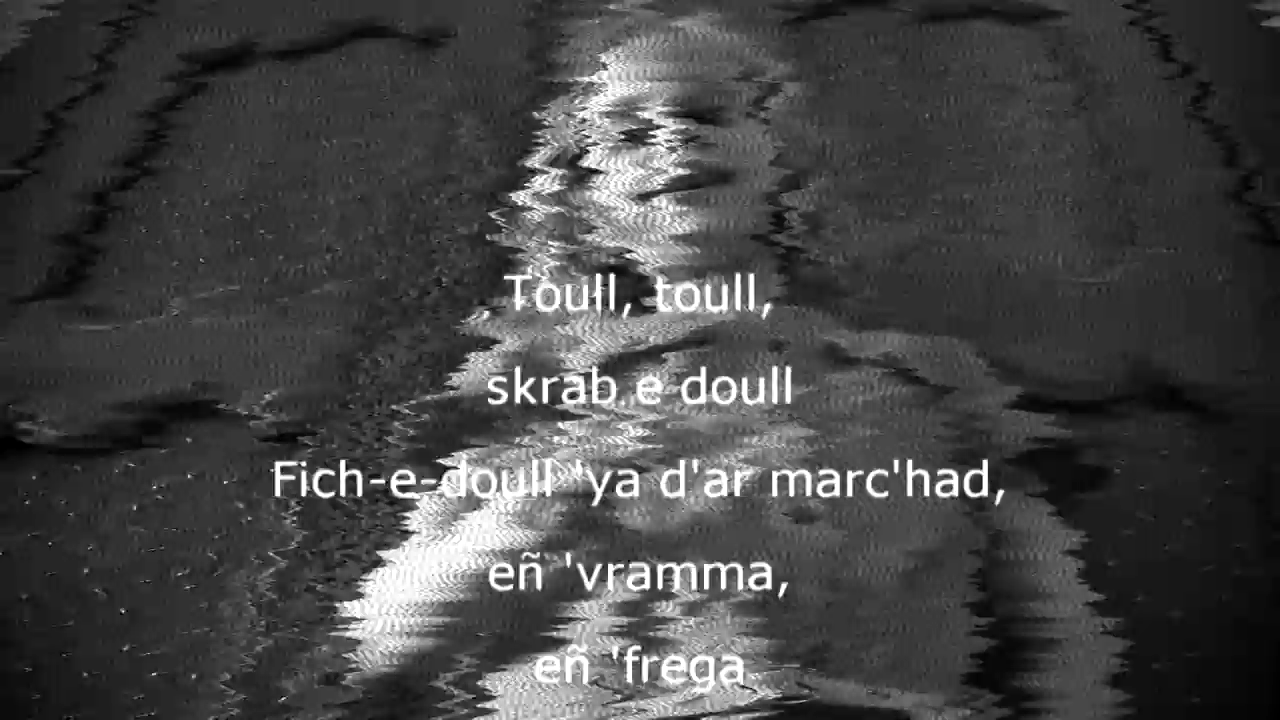 Toull, toull,
skrab e doull
Fich-e-doull 'ya d'ar marc'had,
eñ 'vramma,
eñ 'frega